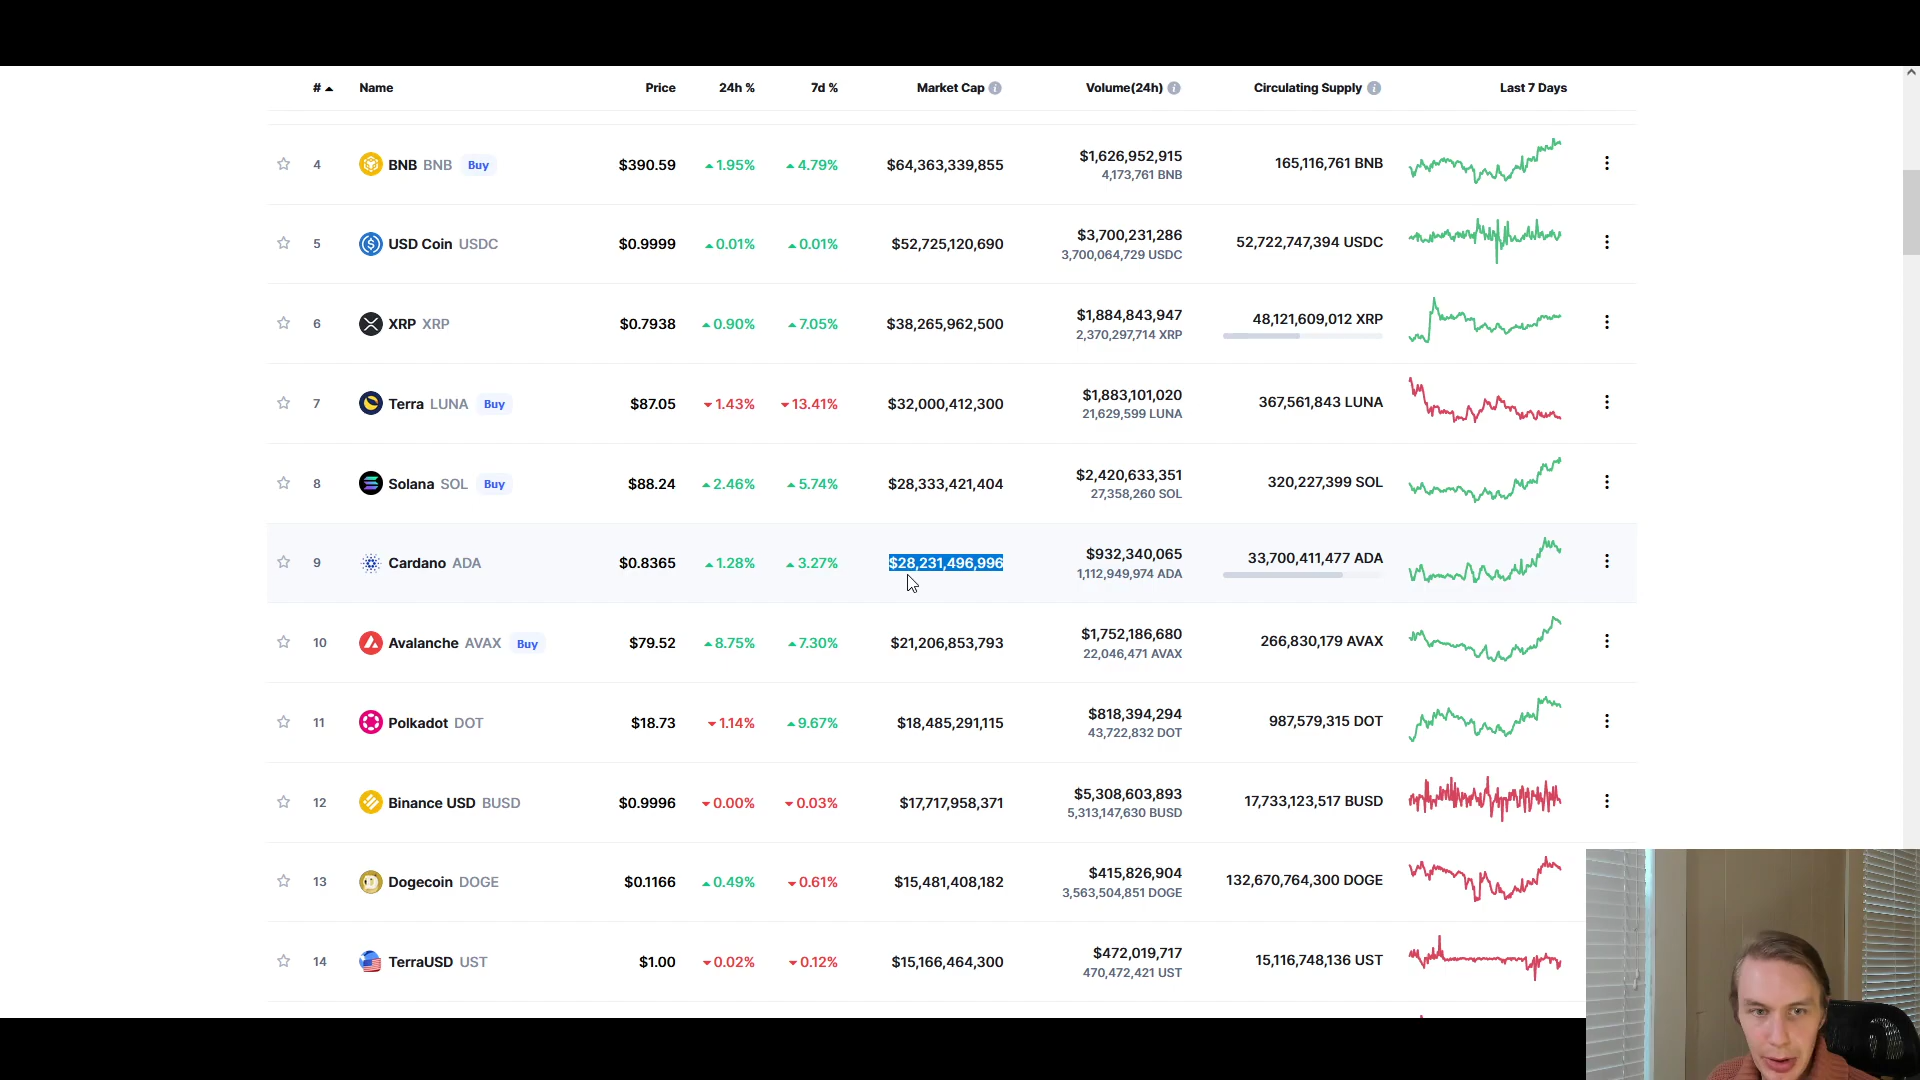 # Name Price 24h % 7d % Market Cap Volume(24h) Circulating Supply Last 7 Days
4 BNB BNB Buy $390.59 1.95% 4.79% $64,363,339,855 $1,626,952,915 165,116,761 BNB
4,173,761 BNB
5 USD Coin USDC $0.9999 0.01% 0.01% $52,725,120,690 $3,700,231,286 52,722,747,394 USDC
3,700,064,729 USDC
6 XRP XRP $0.7938 0.90% 7.05% $38,265,962,500 $1,884,843,947 48,121,609,012 XRP
2,370,297,714 XRP
7 Terra LUNA Buy $87.05 1.43% 13.41% $32,000,412,300 $1,883,101,020 367,561,843 LUNA
21,629,599 LUNA
8 Solana SOL Buy $88.24 2.46% 5.74% $28,333,421,404 $2,420,633,351 320,227,399 SOL
27,358,260 SOL
9 Cardano ADA $0.8365 1.28% 3.27% $28,231,496,996 $932,340,065 33,700,411,477 ADA
1,112,949,974 ADA
10 Avalanche AVAX Buy $79.52 8.75% 7.30% $21,206,853,793 $1,752,186,680 266,830,179 AVAX
22,046,471 AVAX
11 Polkadot DOT $18.73 1.14% 9.67% $18,485,291,115 $818,394,294 987,579,315 DOT
43,722,832 DOT
12 Binance USD BUSD $0.9996 0.00% 0.03% $17,717,958,371 $5,308,603,893 17,733,123,517 BUSD
5,313,147,630 BUSD
13 Dogecoin DOGE $0.1166 0.49% 0.61% $15,481,408,182 $415,826,904 132,670,764,300 DOGE
3,563,504,851 DOGE
14 TerraUSD UST $1.00 0.02% 0.12% $15,166,464,300 $472,019,717 15,116,748,136 UST
470,472,421 UST